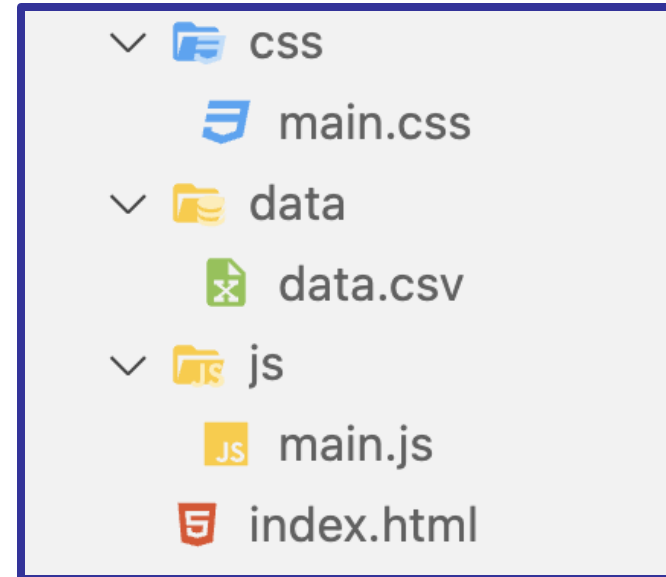 css
main.css
data
data.csv
js
main.js
index.html